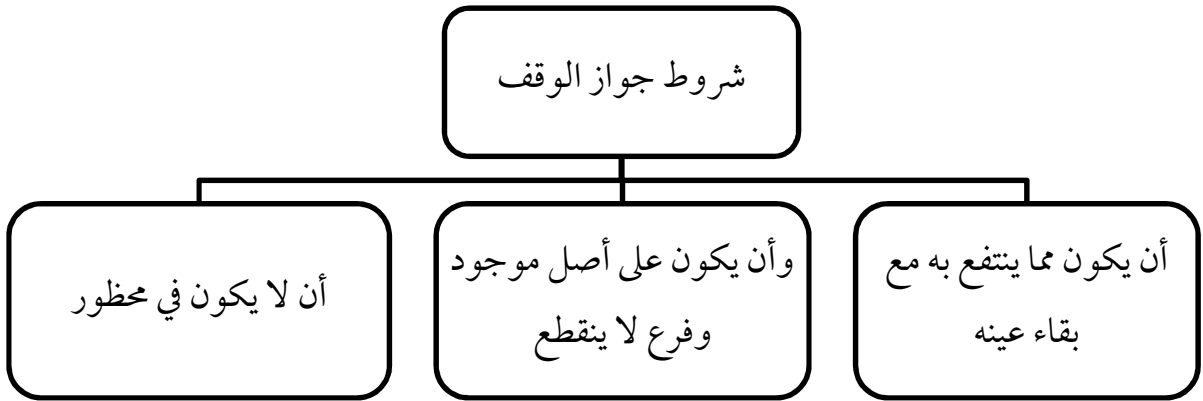 شروط جواز الوقف
أن يكون مما ينتفع به مع
بقاء عينه
وأن يكون على أصل موجود
وفرع لا ينقطع
أن لا يكون في محظور